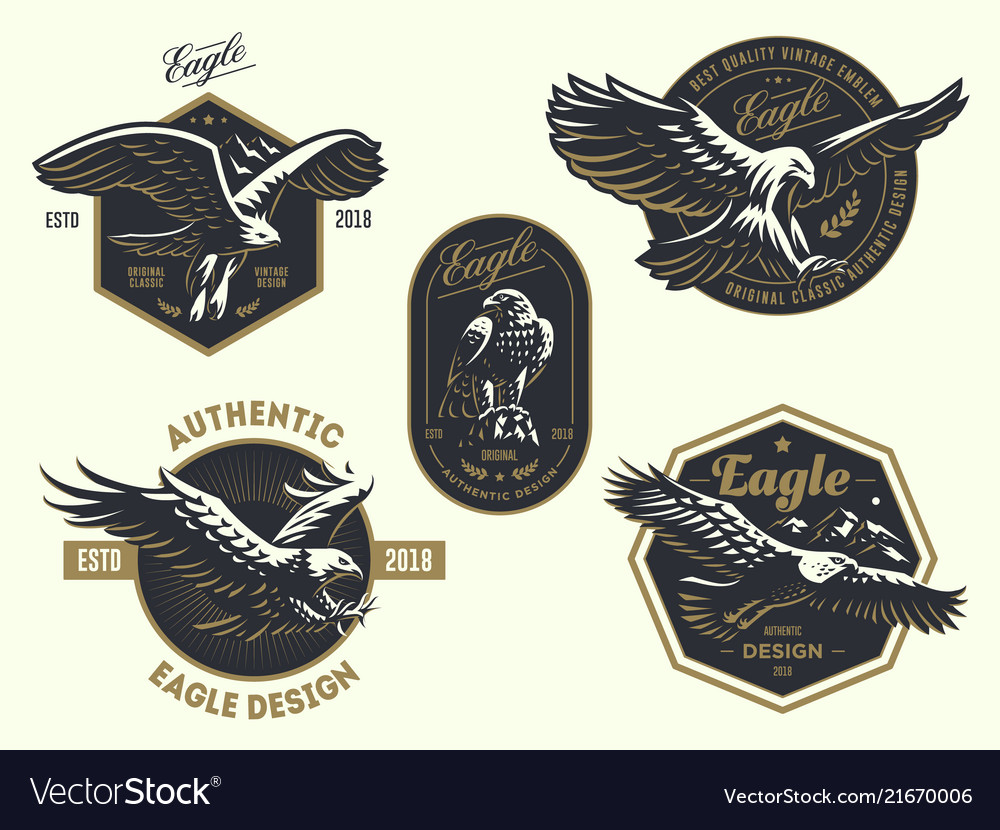 Eagle
ESTD
2018
ORIGINAL
CLASSIC
VINTAGE
DESIGN
BEST QUALITY VINTAGE EMBLEM
Eagle
ORIGINAL CLASSIC AUTHENTIC DESIGN
Eagle
ESTD
2018
ORIGINAL
AUTHENTIC DESIGN
AUTHENTIC
ESTD
2018
EAGLE DESIGN
Eagle
AUTHENTIC
DESIGN
2018
VectorStock®
VectorStock.com/21670006